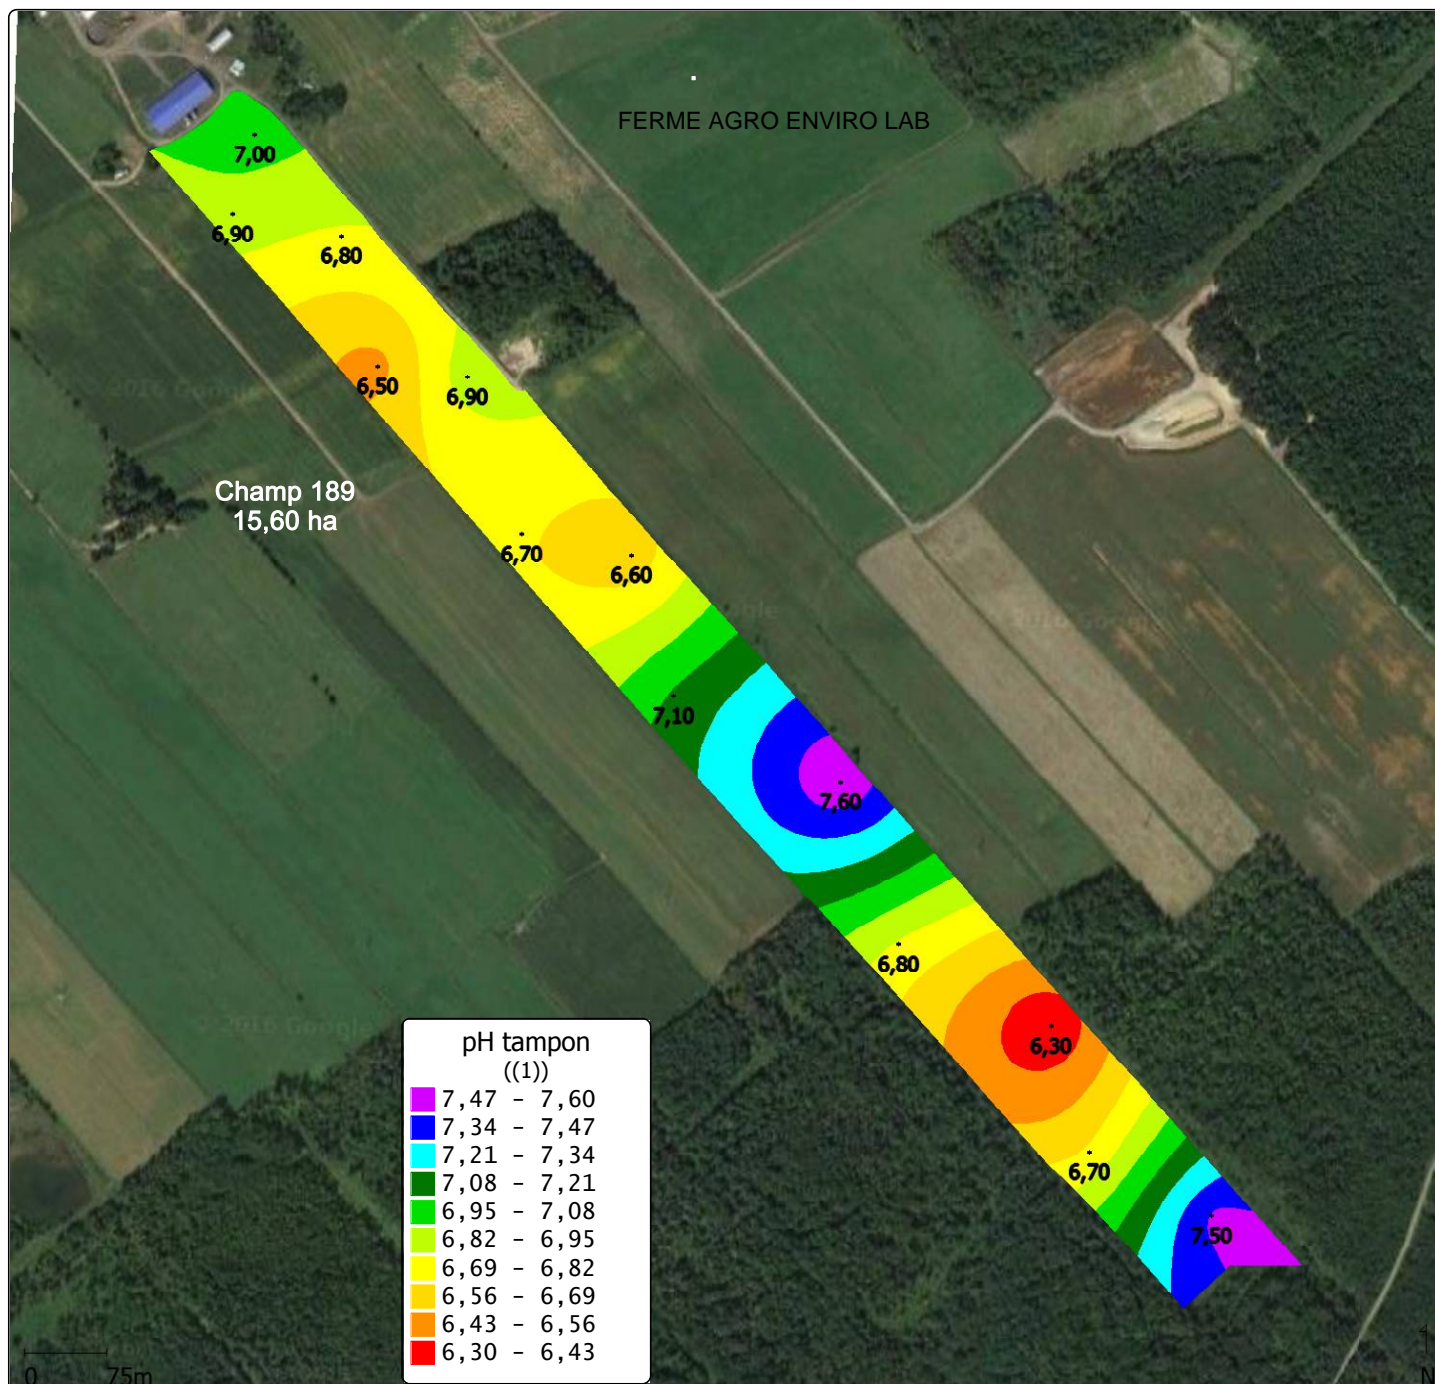 FERME AGRO ENVIRO LAB
7,00
6,90
6,80
6,50
6,90
Champ 189
15,60 ha
6,70
6,60
7,10
7,60
6,80
6,30
6,70
7,50
pH tampon
((1))
7,47 - 7,60
7,34 - 7,47
7,21 - 7,34
7,08 - 7,21
6,95 - 7,08
6,82 - 6,95
6,69 - 6,82
6,56 - 6,69
6,43 - 6,56
6,30 - 6,43
0 75m
N